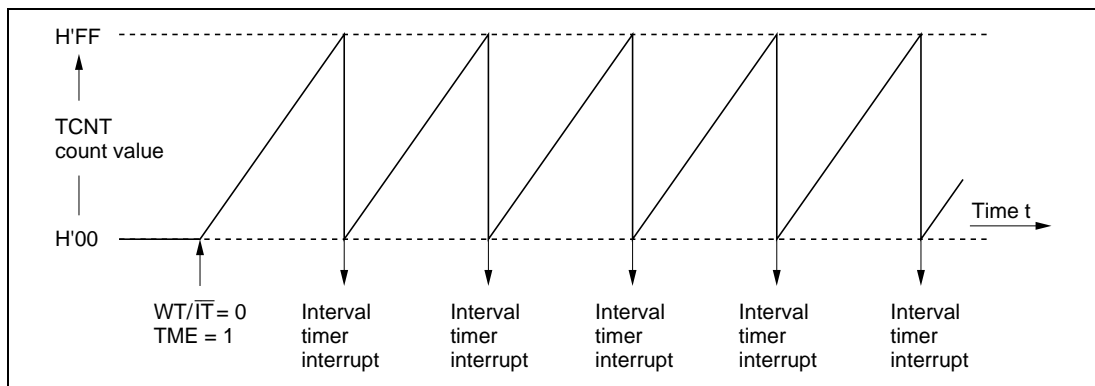 H'FF
TCNT
count value
H'00
Time t
WT/I̅T̅ = 0
TME = 1
Interval
timer
interrupt
Interval
timer
interrupt
Interval
timer
interrupt
Interval
timer
interrupt
Interval
timer
interrupt